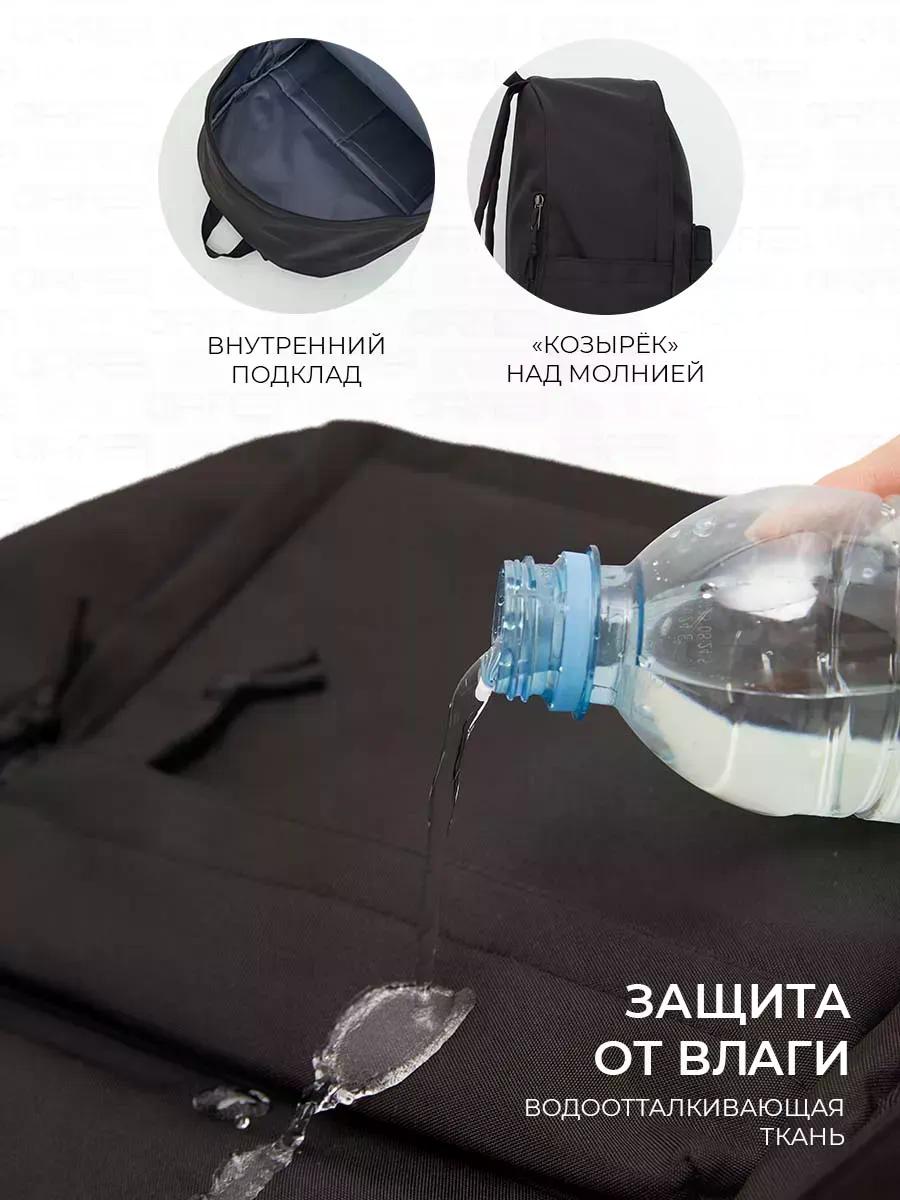 ВНУТРЕННИЙ
ПОДКЛАД
«КОЗЫРЁК»
НАД МОЛНИЕЙ
ЗАЩИТА
ОТ ВЛАГИ
ВОДООТТАЛКИВАЮЩАЯ
ТКАНЬ